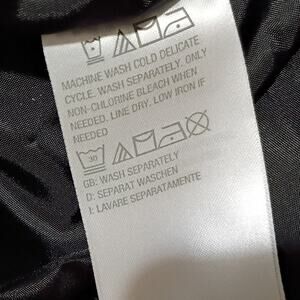 MACHINE WASH COLD DELICATE
CYCLE. WASH SEPARATELY. ONLY
NON-CHLORINE BLEACH WHEN
NEEDED. LINE DRY. LOW IRON IF
NEEDED
30
GB: WASH SEPARATELY
D: SEPARAT WASCHEN
I: LAVARE SEPARATAMENTE